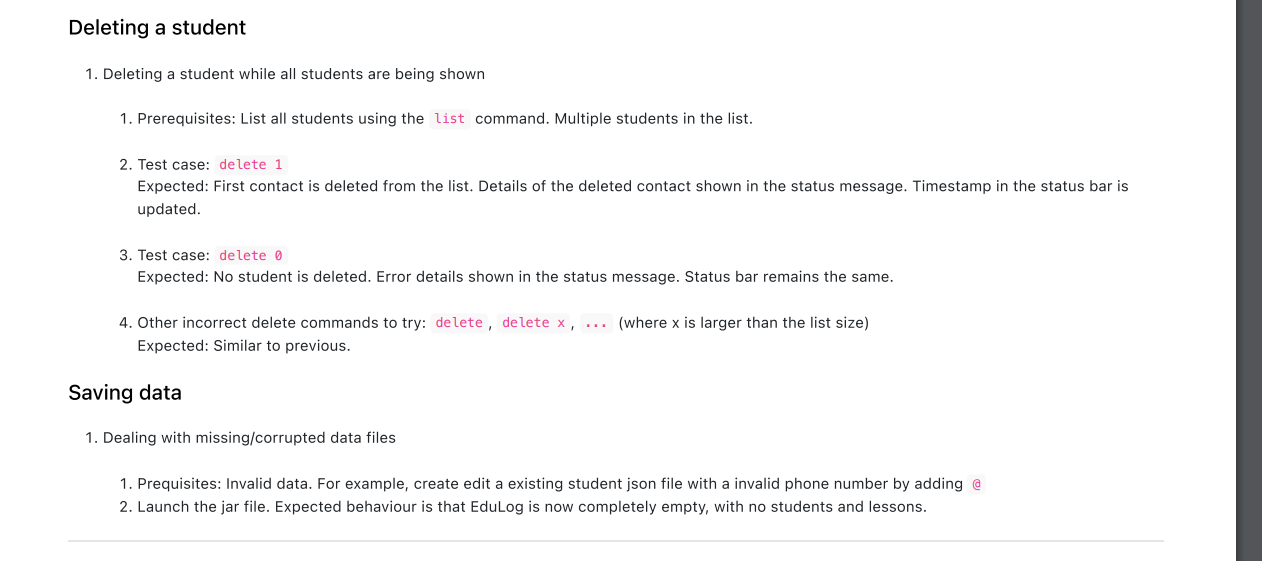 Deleting a student
1. Deleting a student while all students are being shown
1. Prerequisites: List all students using the list command. Multiple students in the list.
2. Test case: delete 1
Expected: First contact is deleted from the list. Details of the deleted contact shown in the status message. Timestamp in the status bar is
updated.
3. Test case: delete 0
Expected: No student is deleted. Error details shown in the status message. Status bar remains the same.
4. Other incorrect delete commands to try: delete, delete x, ... (where x is larger than the list size)
Expected: Similar to previous.
Saving data
1. Dealing with missing/corrupted data files
1. Prequisites: Invalid data. For example, create edit a existing student json file with a invalid phone number by adding @
2. Launch the jar file. Expected behaviour is that EduLog is now completely empty, with no students and lessons.